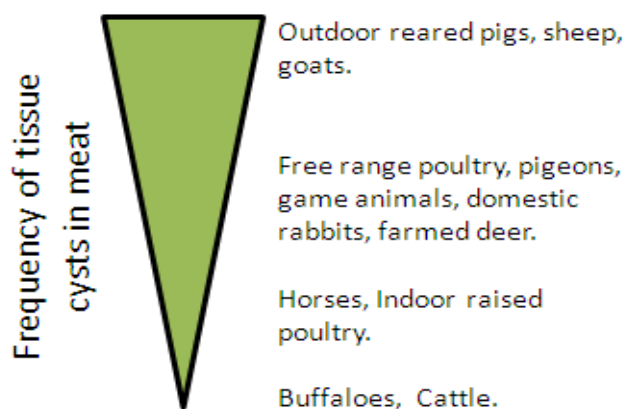 Frequency of tissue
cysts in meat
Outdoor reared pigs, sheep,
goats.
Free range poultry, pigeons,
game animals, domestic
rabbits, farmed deer.
Horses, Indoor raised
poultry.
Buffaloes, Cattle.